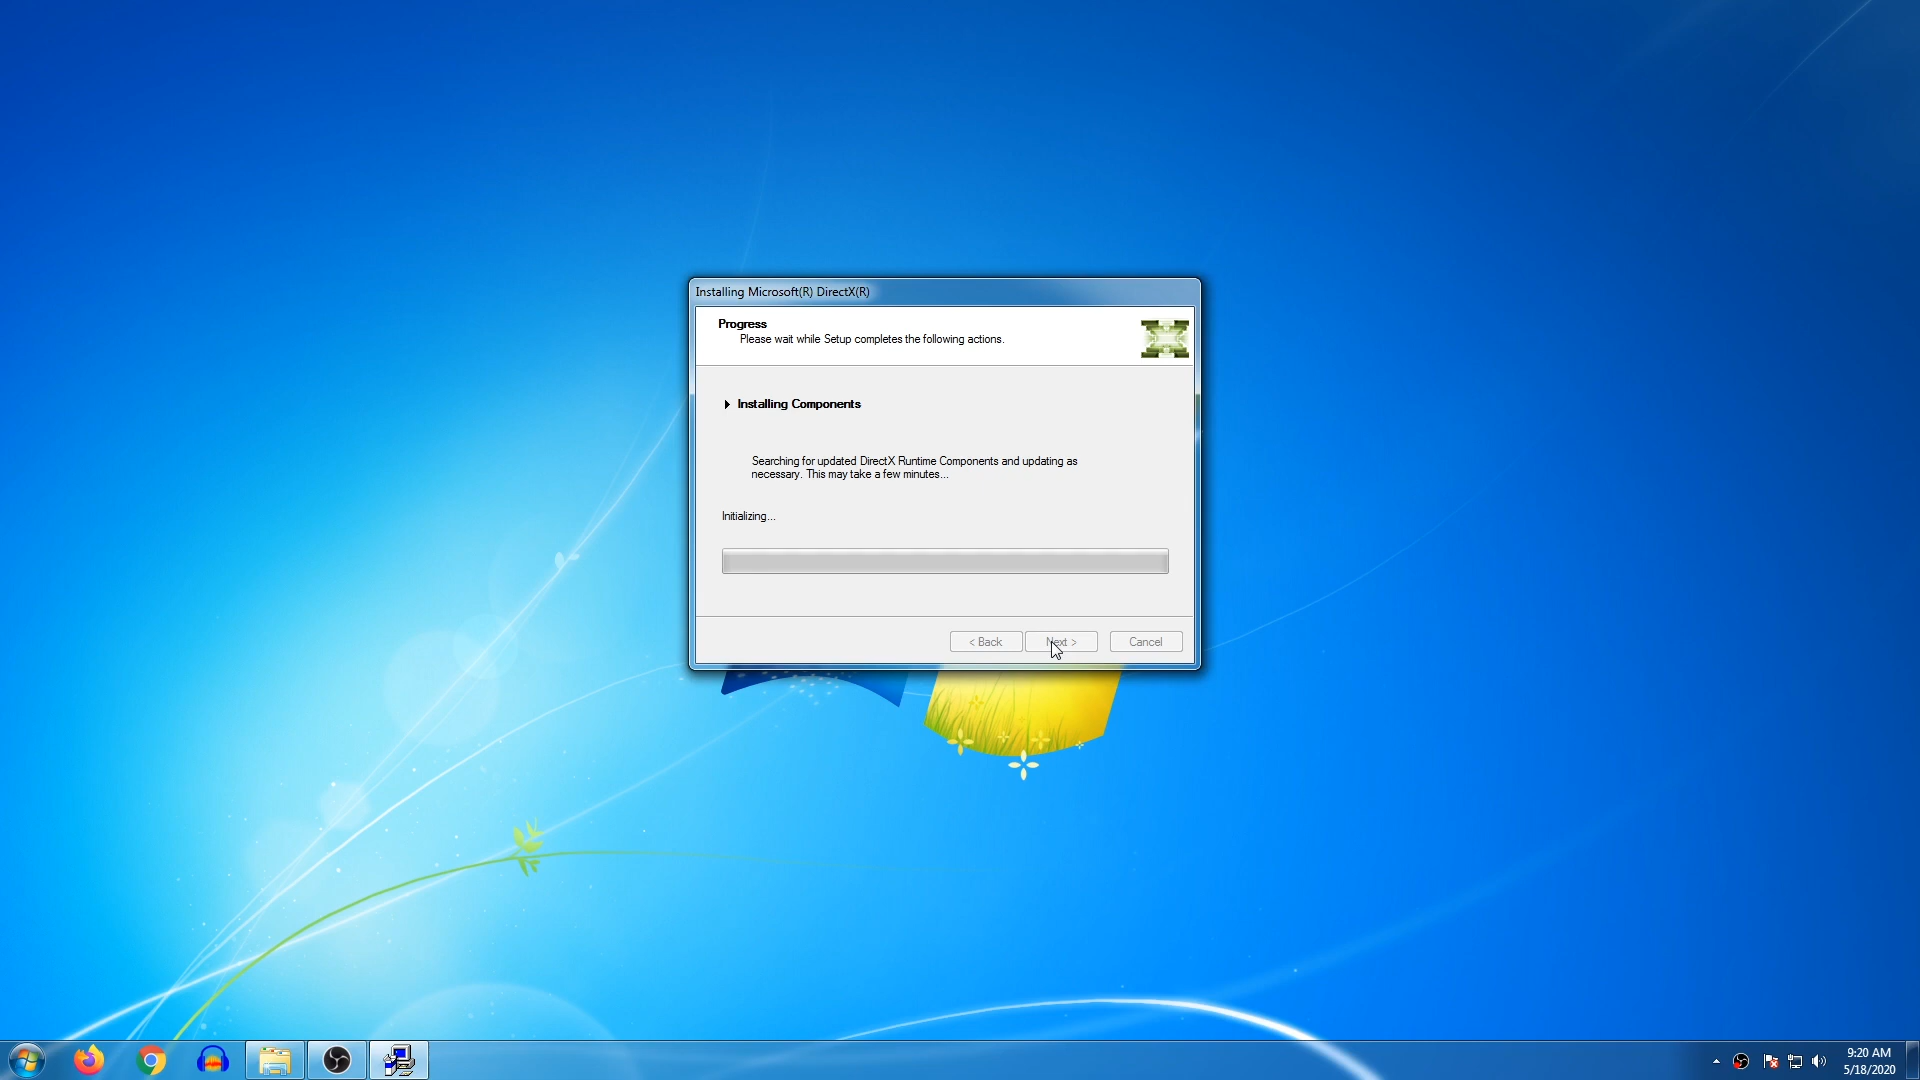 Installing Microsoft(R) DirectX(R)
Progress
Please wait while Setup completes the following actions.
Installing Components
Searching for updated DirectX Runtime Components and updating as
necessary. This may take a few minutes...
Initializing...
< Back
Next >
Cancel
9:20 AM
5/18/2020